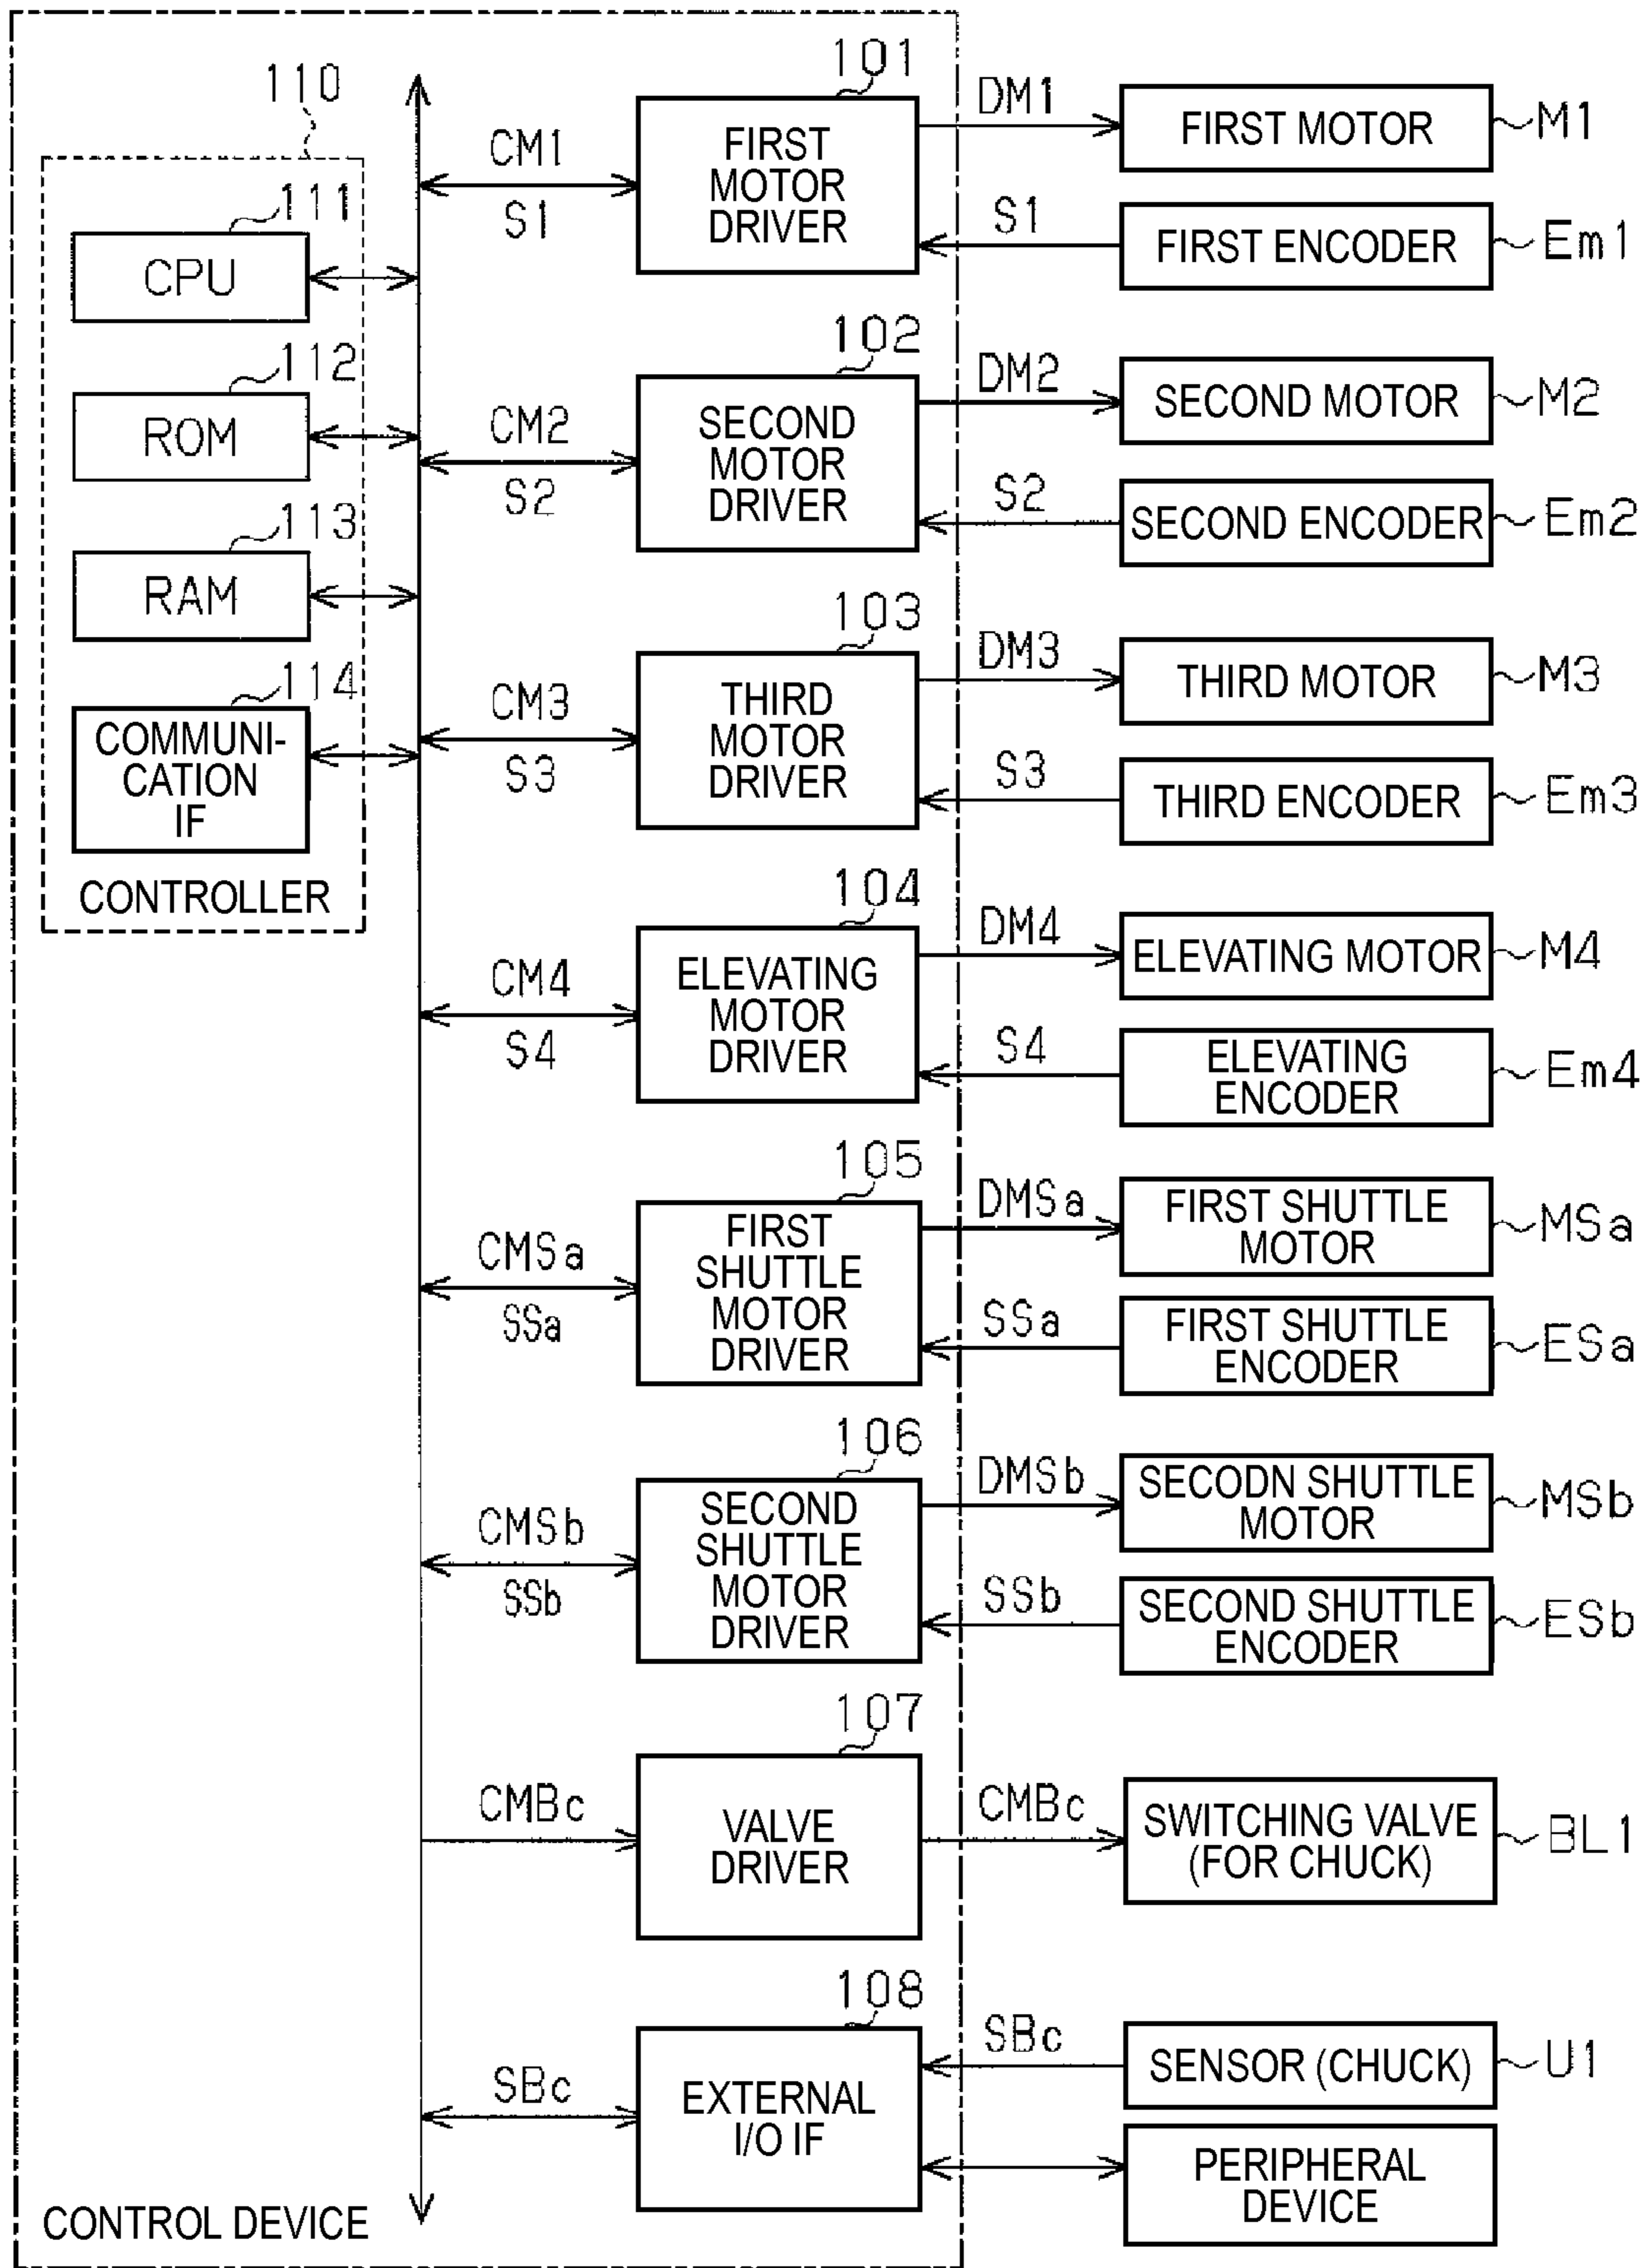 110
111
CPU
112
ROM
113
RAM
114
COMMUNI-
CATION
IF
CONTROLLER
101
CM1
S1
FIRST
MOTOR
DRIVER
DM1
FIRST MOTOR
M1
S1
FIRST ENCODER
Em1
102
CM2
S2
SECOND
MOTOR
DRIVER
DM2
SECOND MOTOR
M2
S2
SECOND ENCODER
Em2
103
CM3
S3
THIRD
MOTOR
DRIVER
DM3
THIRD MOTOR
M3
S3
THIRD ENCODER
Em3
104
CM4
S4
ELEVATING
MOTOR
DRIVER
DM4
ELEVATING MOTOR
M4
S4
ELEVATING
ENCODER
Em4
105
CMSa
SSa
FIRST
SHUTTLE
MOTOR
DRIVER
DMSa
FIRST SHUTTLE
MOTOR
MSa
SSa
FIRST SHUTTLE
ENCODER
ESa
106
CMSb
SSb
SECOND
SHUTTLE
MOTOR
DRIVER
DMSb
SECODN SHUTTLE
MOTOR
MSb
SSb
SECOND SHUTTLE
ENCODER
ESb
107
CMBc
VALVE
DRIVER
CMBc
SWITCHING VALVE
(FOR CHUCK)
BL1
108
SBc
EXTERNAL
I/O IF
SBc
SENSOR (CHUCK)
U1
PERIPHERAL
DEVICE
CONTROL DEVICE